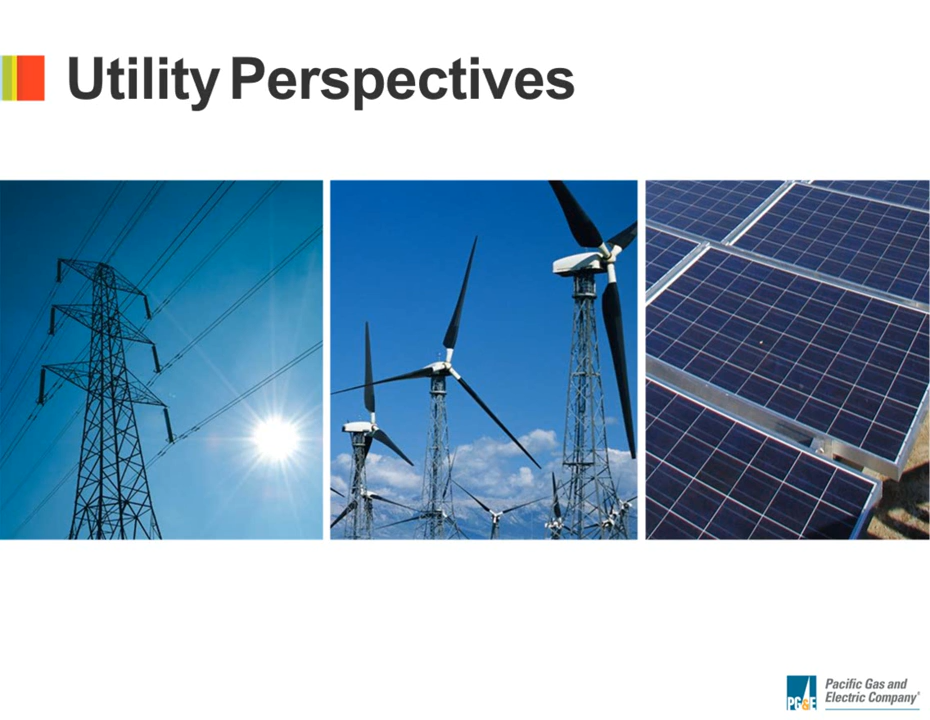 Utility Perspectives
Pacific Gas and
Electric Company®
PG&E